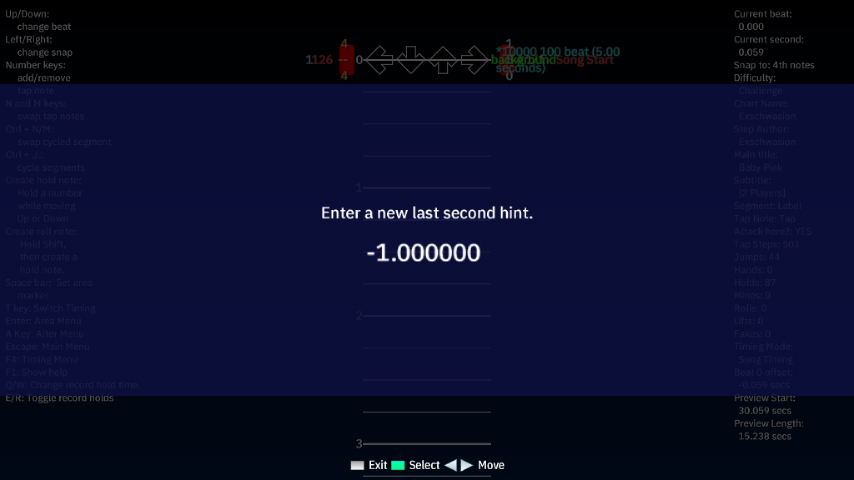 Up/Down:
change beat
Left/Right:
change snap
Number keys:
add/remove
tap note
N and M keys:
swap tap notes
Ctrl + N/M:
swap cycled segment
cycle segments
Create hold note:
Hold a number
while moving
Up or Down
Create roll note:
Hold Shift,
then create a
hold note.
Space bar: Set area
marker
T key: Switch Timing
Enter: Area Menu
A Key: Alter Menu
Escape: Main Menu
F4: Timing Menu
F1: Show help
Q/W: Change record hold time
E/R: Toggle record holds
4
1126
4
0
1
0
*10000 100 beat (5.00
seconds)
Song Start
1
2
3
Enter a new last second hint.
-1.000000
Exit
Select
Move
Current beat:
0.000
Current second:
0.059
Snap to: 4th notes
Difficulty:
Challenge
Chart Name:
Exschwasion
Step Author:
Exschwasion
Main title:
Baby Pink
Subtitle:
[2 Players]
Segment: Label
Tap Note: Tap
Attack here?: YES
Tap Steps: 503
Jumps: 44
Hands: 0
Holds: 87
Mines: 9
Rolls: 0
Lifts: 6
Fakes: 0
Timing Mode:
Song Timing
Beat 0 offset:
-0.059 secs
Preview Start:
30.059 secs
Preview Length:
15.238 secs